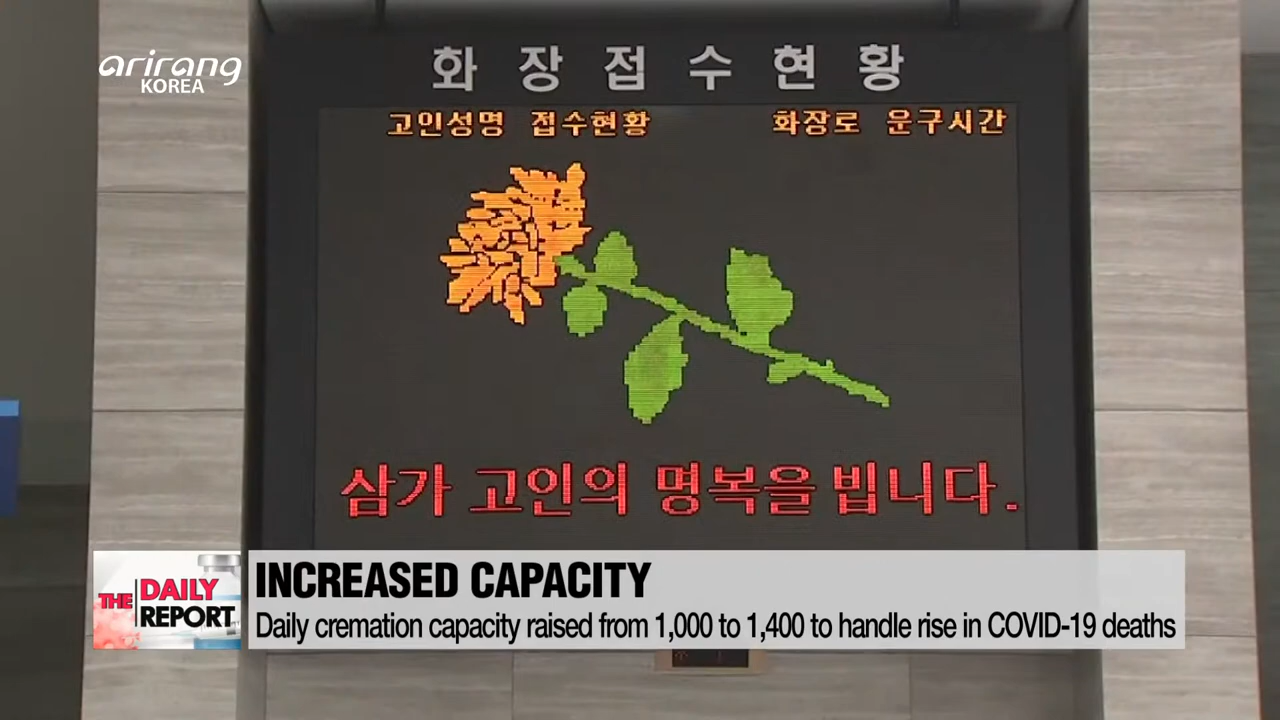 arirang
KOREA
화장접수현황
고인성명 접수현황 화장로 운구시간
삼가 고인의 명복을 빕니다.
THE DAILY REPORT
INCREASED CAPACITY
Daily cremation capacity raised from 1,000 to 1,400 to handle rise in COVID-19 deaths